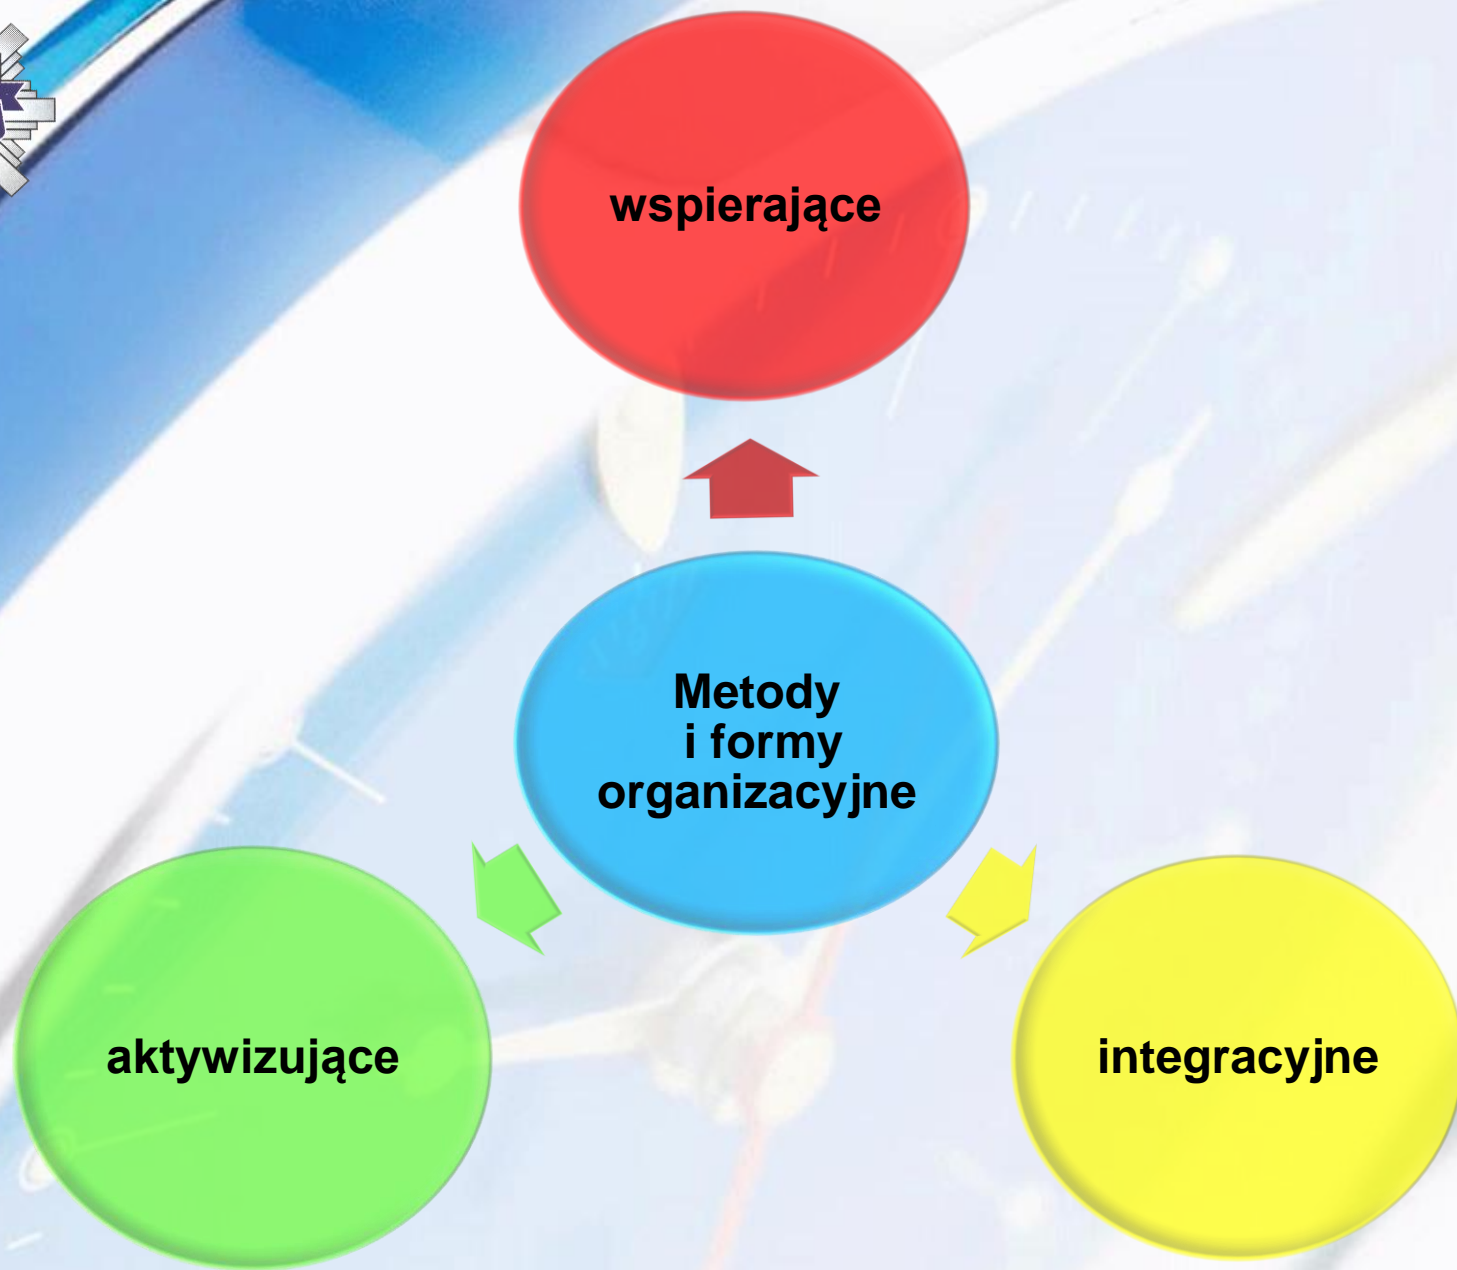 wspierające
Metody
i formy
organizacyjne
aktywizujące
integracyjne